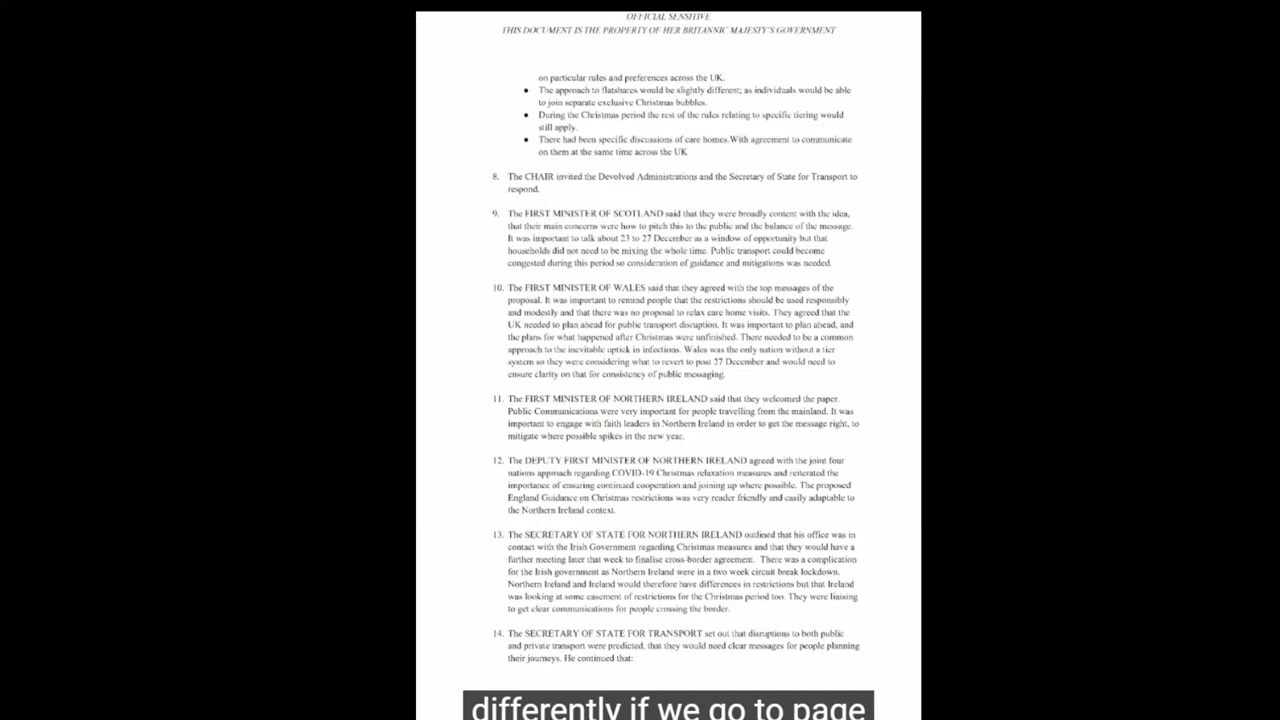 OFFICIAL SENSITIVE
THIS DOCUMENT IS THE PROPERTY OF HER BRITANNIC MAJESTY'S GOVERNMENT
on particular rules and preferences across the UK.
• The approach to flatshares would be slightly different; as individuals would be able
to join separate exclusive Christmas bubbles.
• During the Christmas period the rest of the rules relating to specific tiering would
still apply.
• There had been specific discussions of care homes.With agreement to communicate
on them at the same time across the UK
8. The CHAIR invited the Devolved Administrations and the Secretary of State for Transport to
respond.
9. The FIRST MINISTER OF SCOTLAND said that they were broadly content with the idea,
that their main concerns were how to pitch this to the public and the balance of the message.
It was important to talk about 23 to 27 December as a window of opportunity but that
households did not need to be mixing the whole time. Public transport could become
congested during this period so consideration of guidance and mitigations was needed.
10. The FIRST MINISTER OF WALES said that they agreed with the top messages of the
proposal. It was important to remind people that the restrictions should be used responsibly
and modestly and that there was no proposal to relax care home visits. They agreed that the
UK needed to plan ahead for public transport discuption. It was important to plan ahead, and
the plans for what happened after Christmas were unfinished. There needed to be a common
approach to the inevitable uptick in infections. Wales was the only nation without a tier
system so they were considering what to revert to post 27 December and would need to
ensure clarity on that for consistency of public messaging.
11. The FIRST MINISTER OF NORTHERN IRELAND said that they welcomed the paper.
Public Communications were very important for people travelling from the mainland. It was
important to engage with faith leaders in Northern Ireland in order to get the message right, to
mitigate where possible spikes in the new year.
12. The DEPUTY FIRST MINISTER OF NORTHERN IRELAND agreed with the joint four
nations approach regarding COVID-19 Christmas relaxation measures and reiterated the
importance of ensuring continued cooperation and joining up where possible. The proposed
England Guidance on Christmas restrictions was very reader friendly and easily adaptable to
the Northern Ireland context.
13. The SECRETARY OF STATE FOR NORTHERN IRELAND outlined that his office was in
contact with the Irish Government regarding Christmas measures and that they would have a
further meeting later that week to finalise cross-border agreement. There was a complication
for the Irish government as Northern Ireland were in a two week circuit break lockdown.
Northern Ireland and Ireland would therefore have differences in restrictions but that Ireland
was looking at some easement of restrictions for the Christmas period too. They were liaising
to get clear communications for people crossing the border.
14. The SECRETARY OF STATE FOR TRANSPORT set out that disruptions to both public
and private transport were predicted, that they would need clear messages for people planning
their journeys. He continued that:
differently if we go to page